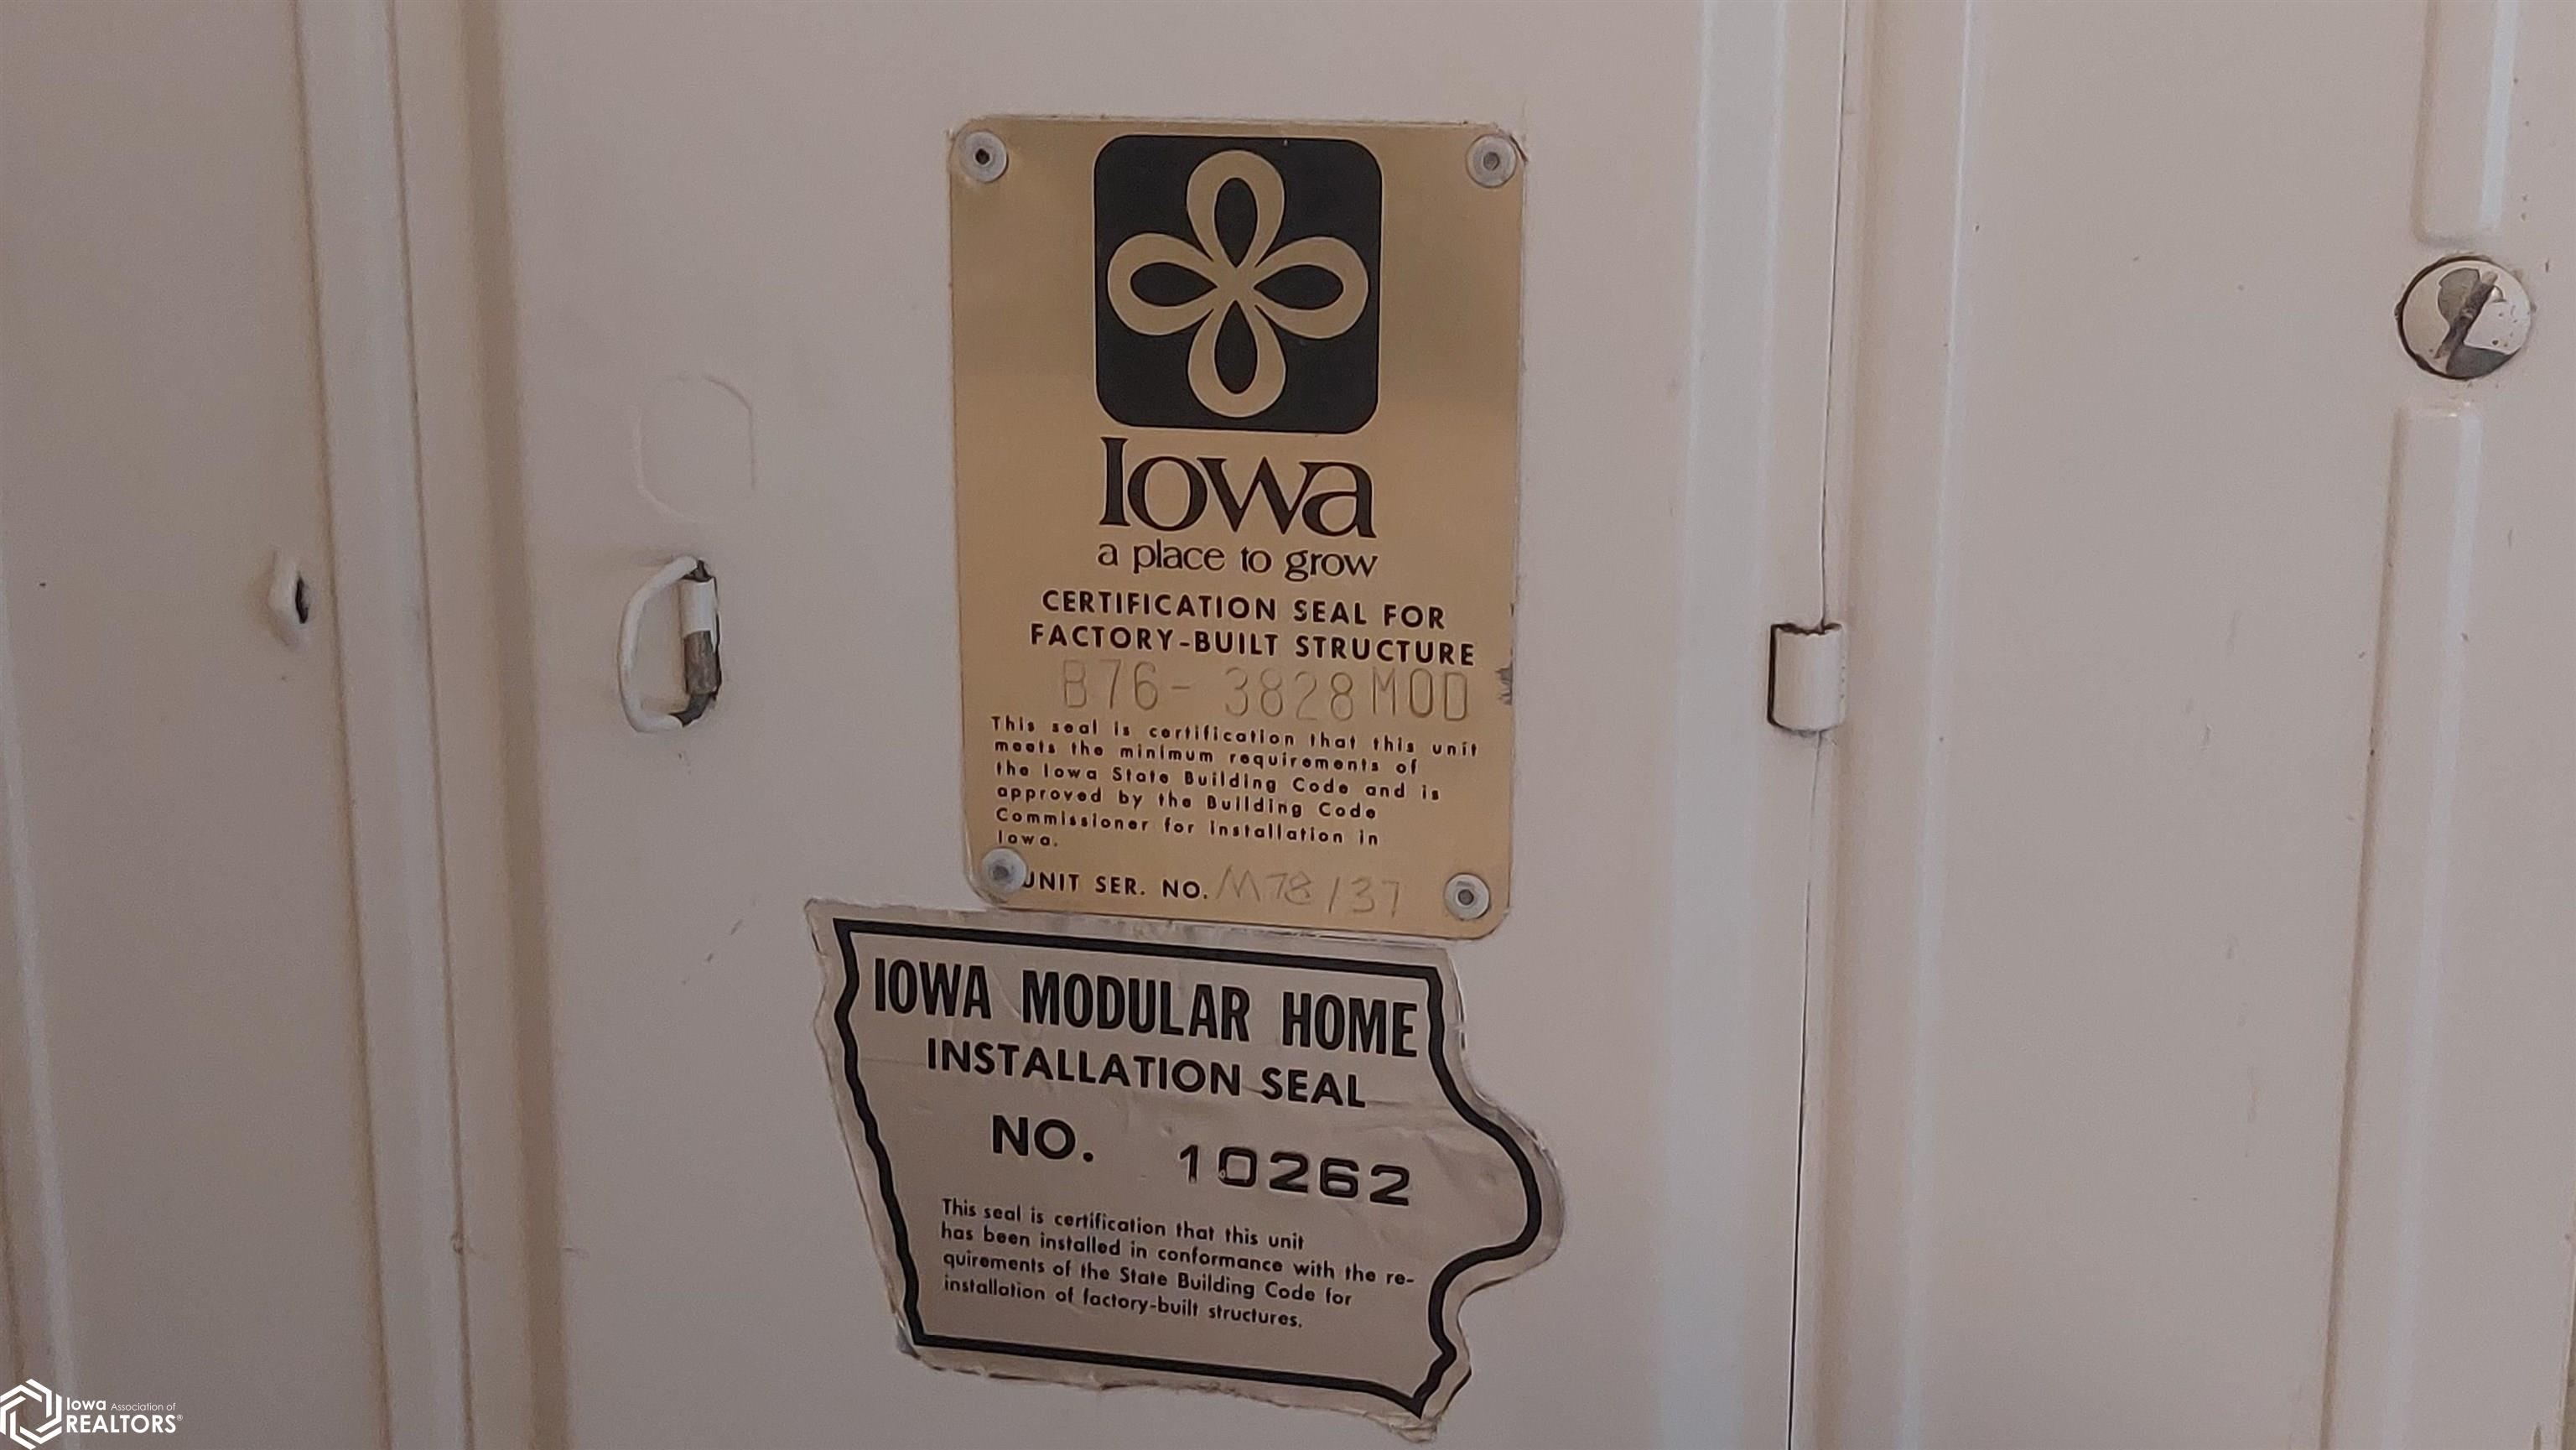 Iowa
a place to grow
CERTIFICATION SEAL FOR
FACTORY-BUILT STRUCTURE
B76- 3828MOD
This seal is certification that this unit
meets the minimum requirements of
the Iowa State Building Code and is
approved by the Building Code
Commissioner for installation in
Iowa.
UNIT SER. NO. M78137
IOWA MODULAR HOME
INSTALLATION SEAL
NO. 10262
This seal is certification that this unit
has been installed in conformance with the re-
quirements of the State Building Code for
installation of factory-built structures.
Iowa Association of
REALTORS®